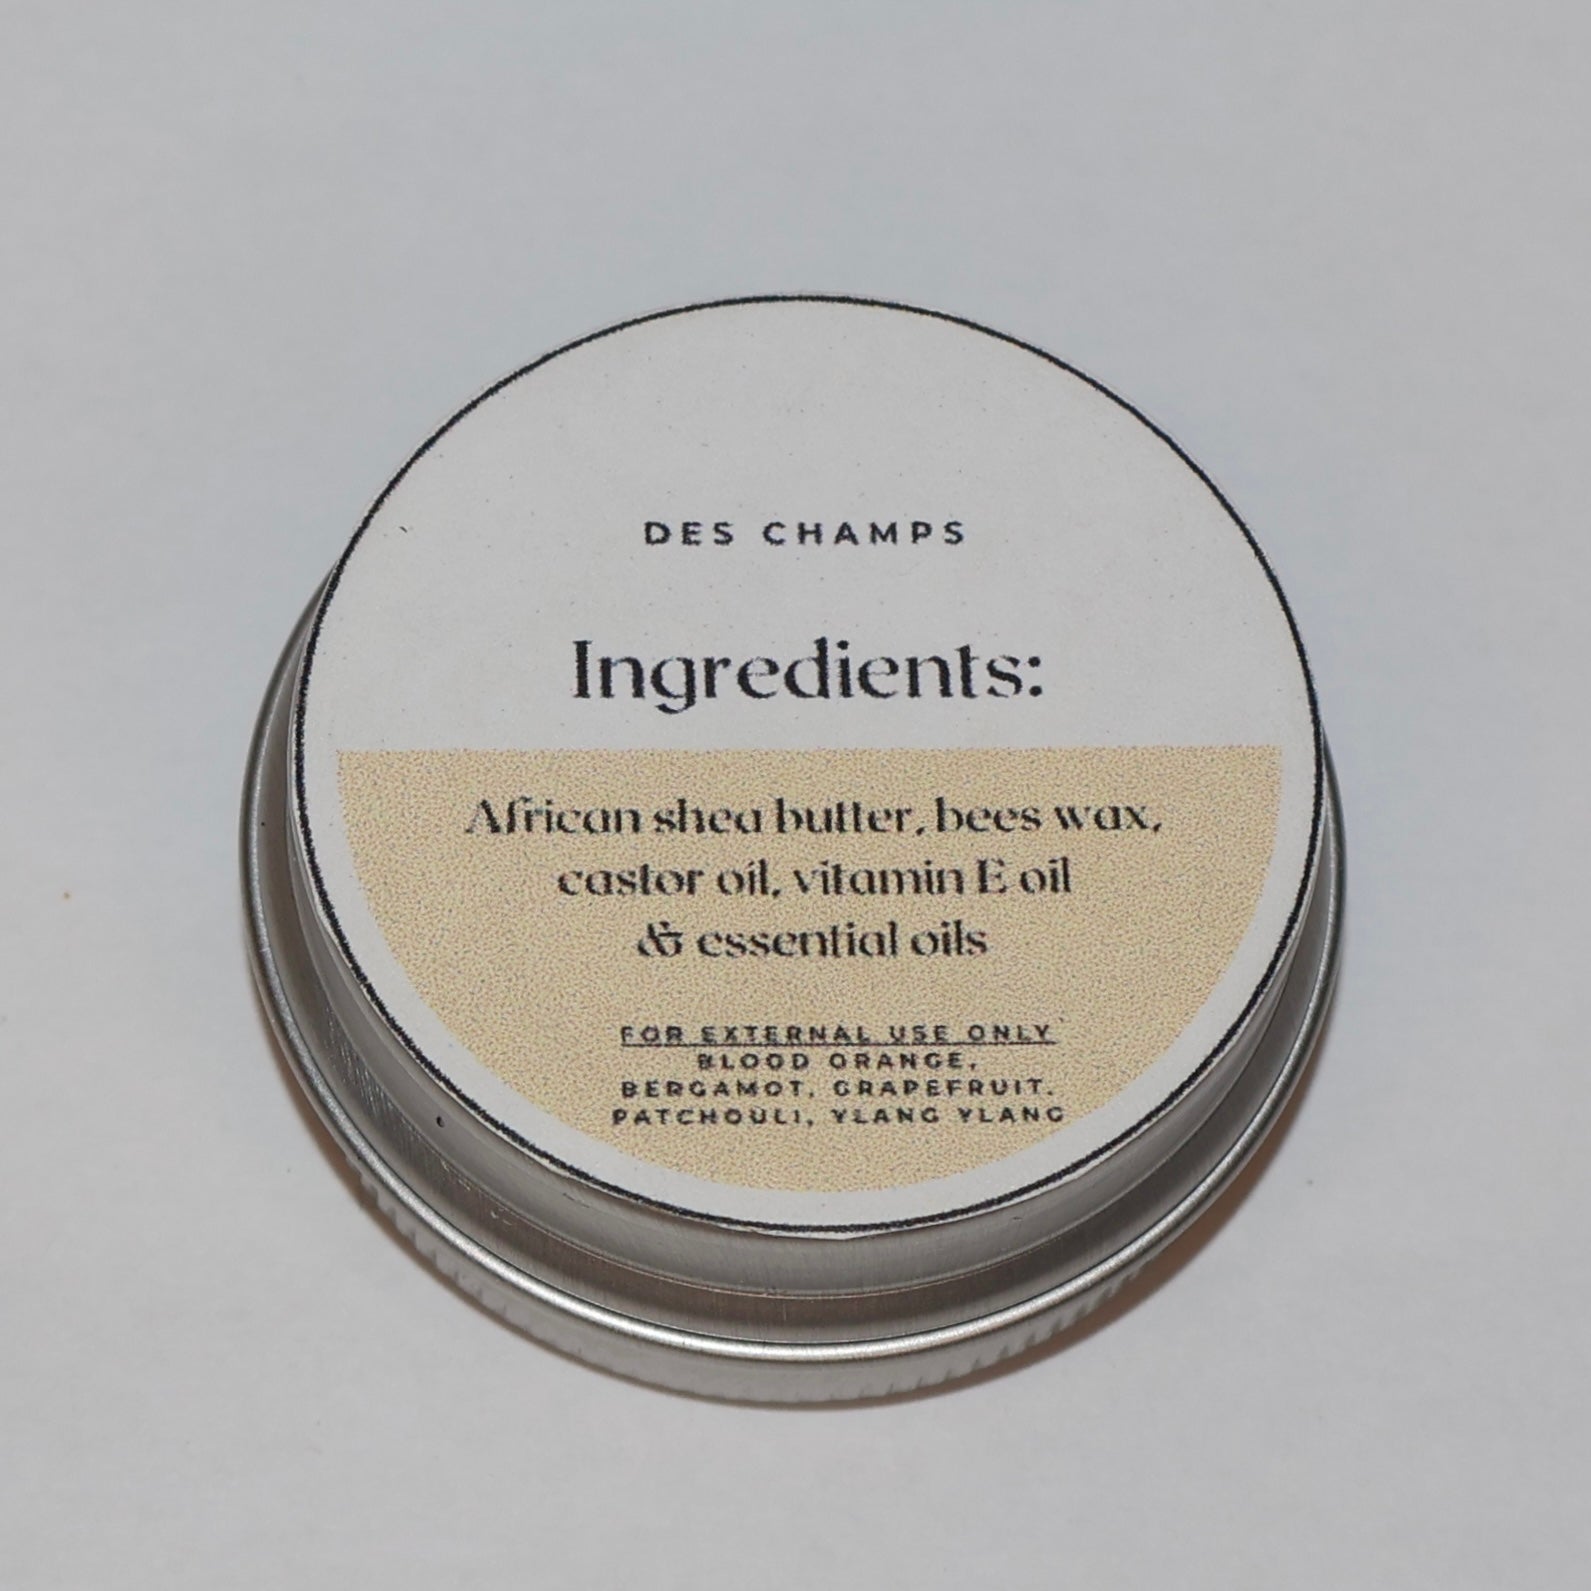 DES CHAMPS
Ingredients:
African shea butter, bees wax,
castor oil, vitamin E oil
& essential oils
FOR EXTERNAL USE ONLY
BLOOD ORANGE,
BERGAMOT, GRAPEFRUIT,
PATCHOULI, YLANG YLANG